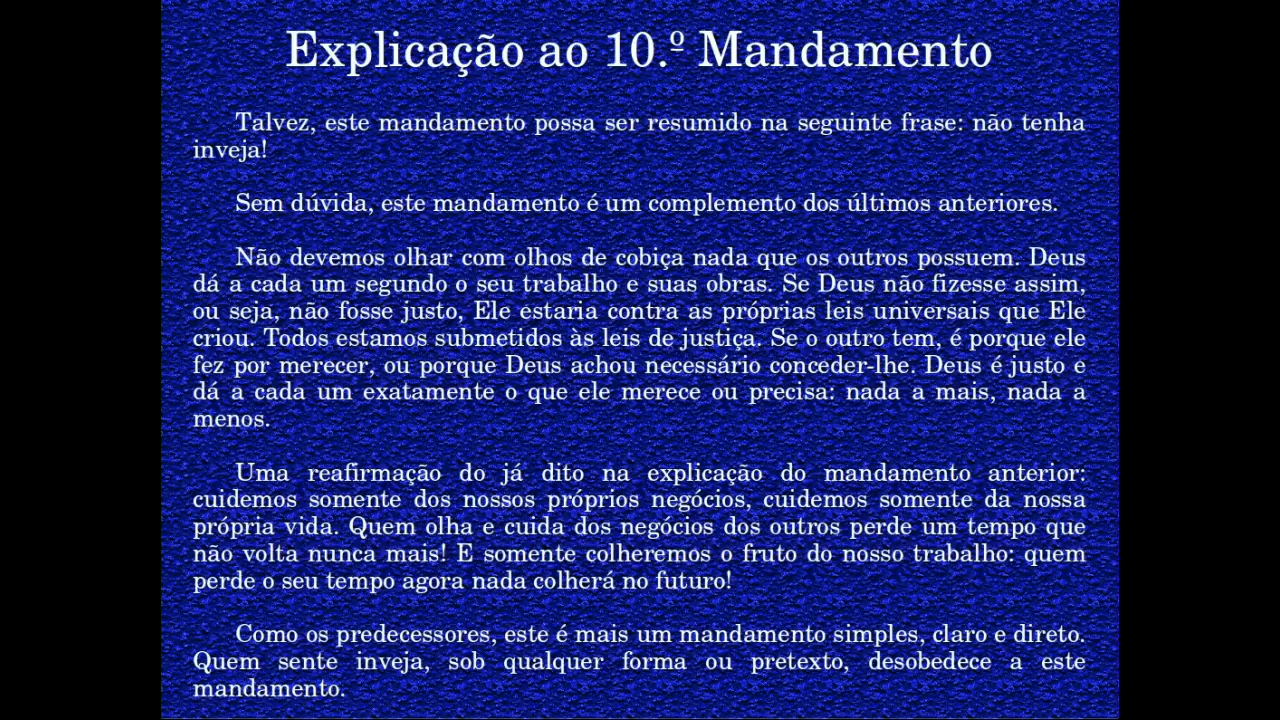 Explicação ao 10.º Mandamento
Talvez, este mandamento possa ser resumido na seguinte frase: não tenha
inveja!
Sem dúvida, este mandamento é um complemento dos últimos anteriores.
Não devemos olhar com olhos de cobiça nada que os outros possuem. Deus
dá a cada um segundo o seu trabalho e suas obras. Se Deus não fizesse assim,
ou seja, não fosse justo, Ele estaria contra as próprias leis universais que Ele
criou. Todos estamos submetidos às leis de justiça. Se o outro tem, é porque ele
fez por merecer, ou porque Deus achou necessário conceder-lhe. Deus é justo e
dá a cada um exatamente o que ele merece ou precisa: nada a mais, nada a
menos.
Uma reafirmação do já dito na explicação do mandamento anterior:
cuidemos somente dos nossos próprios negócios, cuidemos somente da nossa
própria vida. Quem olha e cuida dos negócios dos outros perde um tempo que
não volta nunca mais! E somente colheremos o fruto do nosso trabalho: quem
perde o seu tempo agora nada colherá no futuro!
Como os predecessores, este é mais um mandamento simples, claro e direto.
Quem sente inveja, sob qualquer forma ou pretexto, desobedece a este
mandamento.